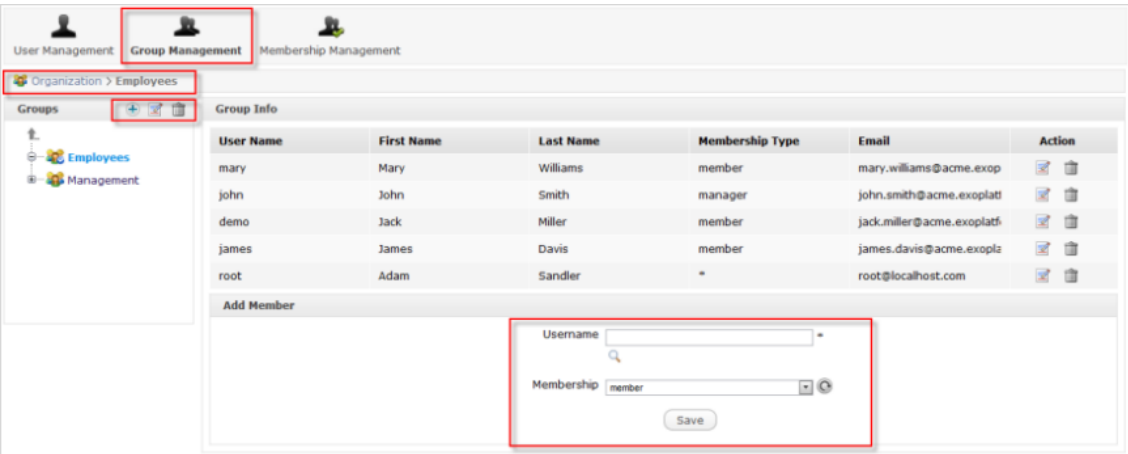 User Management Group Management Membership Management
Organization > Employees
Groups Group Info
User Name First Name Last Name Membership Type Email Action
Employees
Management
mary Mary Williams member mary.williams@acme.exop
john John Smith manager john.smith@acme.exoplatf
demo Jack Miller member jack.miller@acme.exoplatf
james James Davis member james.davis@acme.exopla
root Adam Sandler * root@localhost.com
Add Member
Username *
Membership member
Save